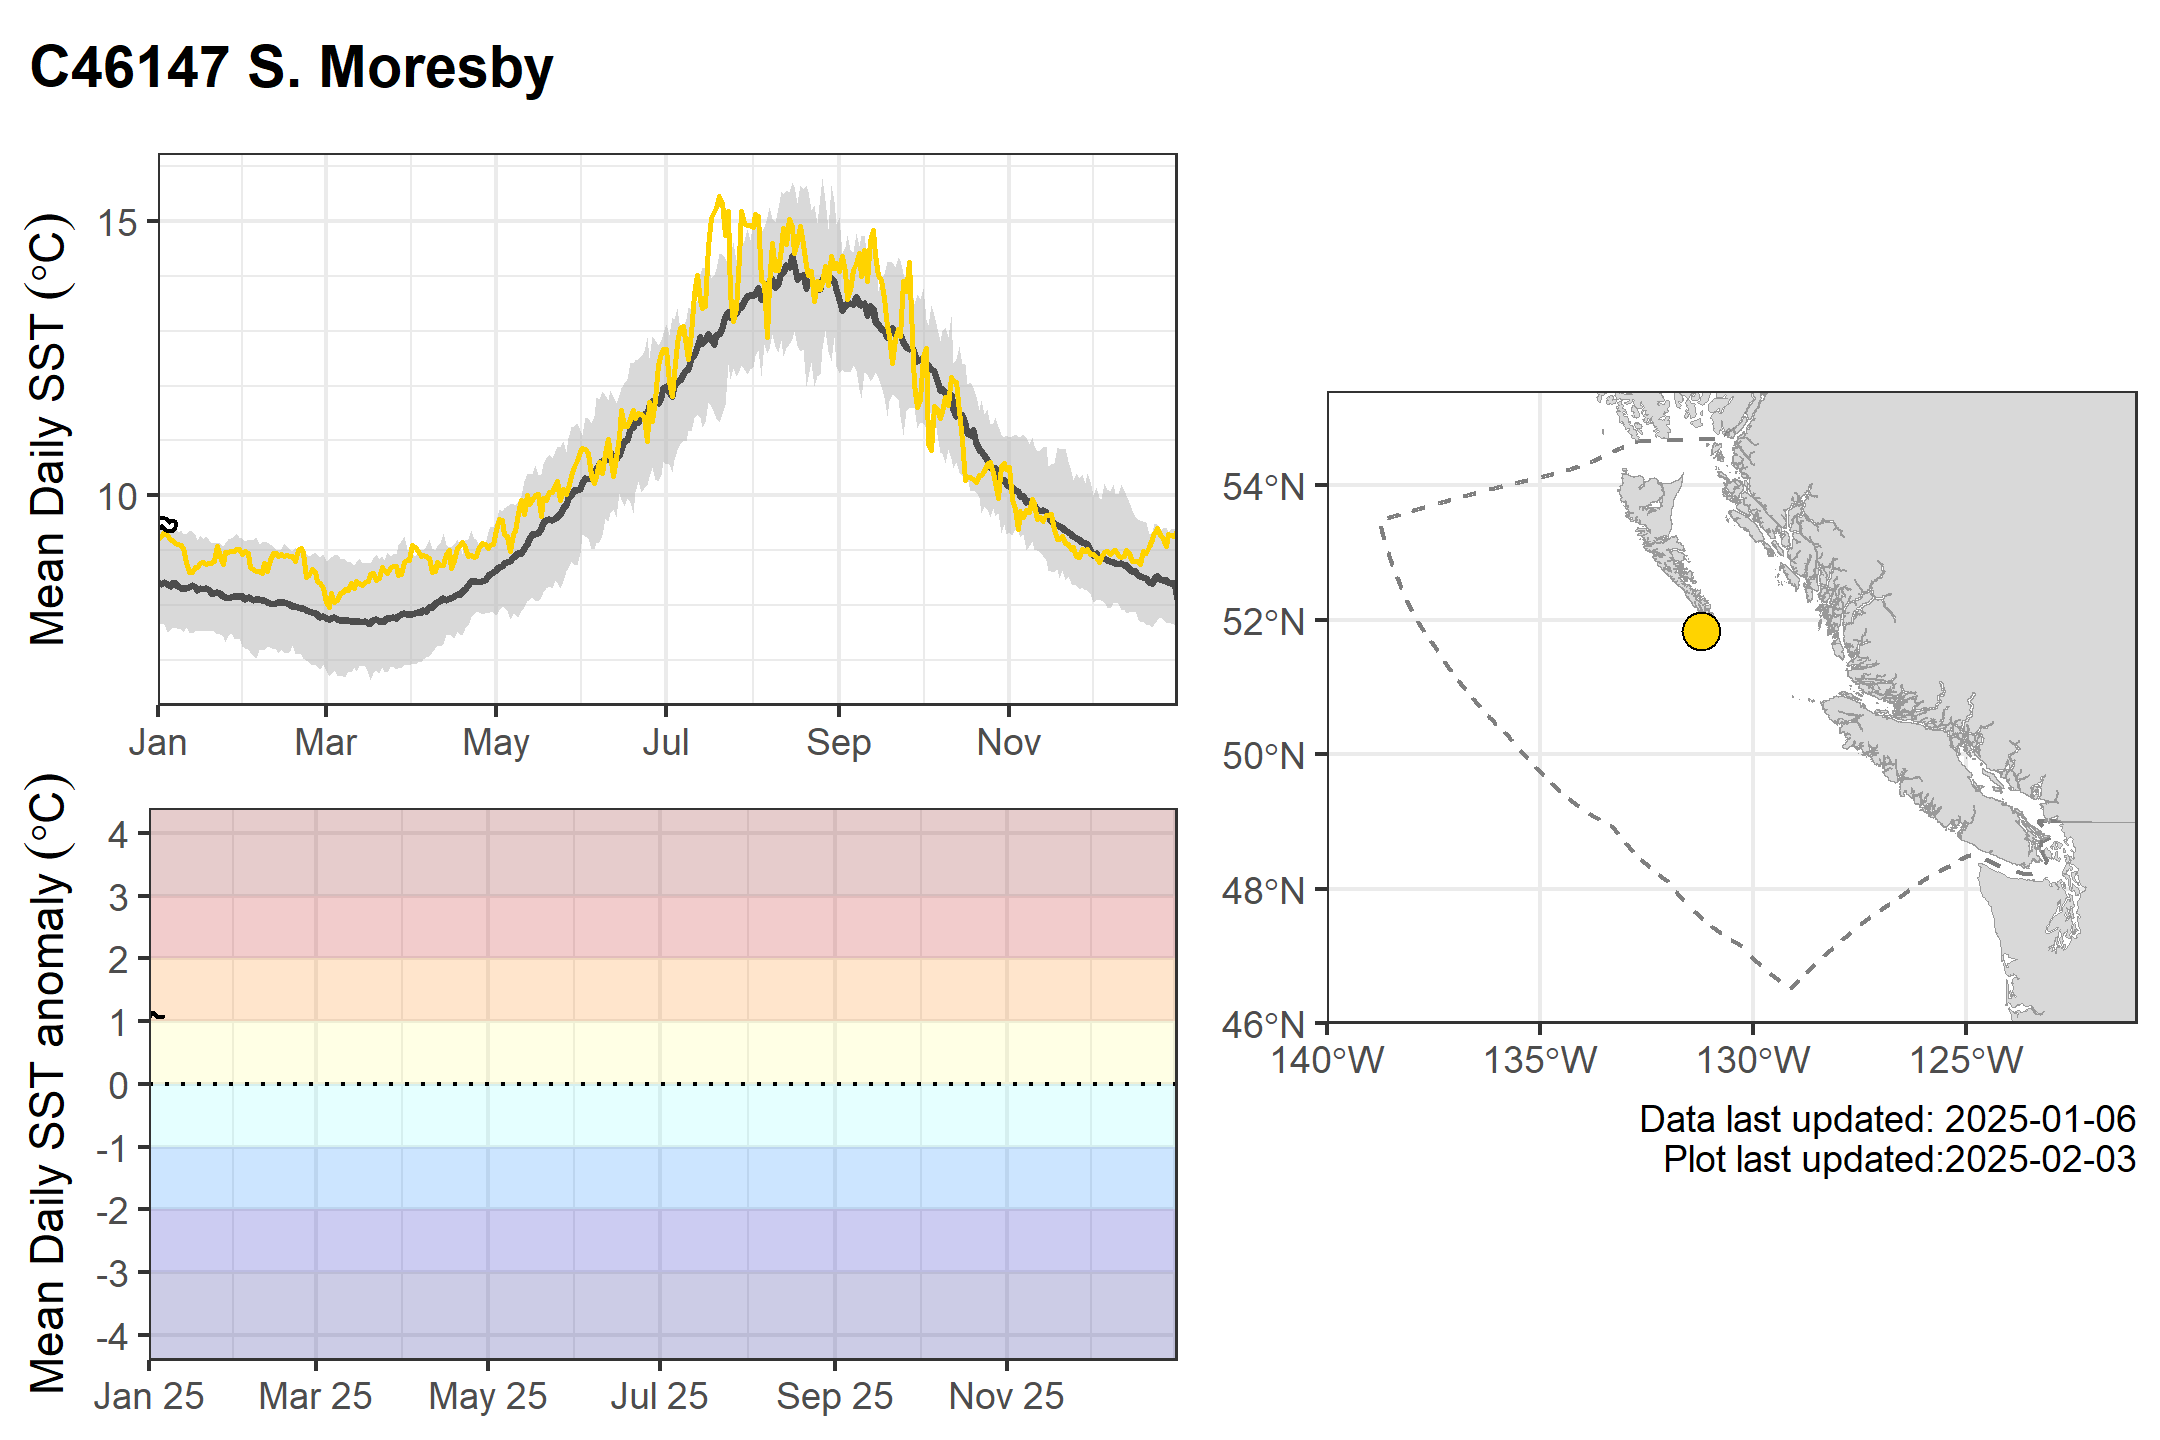 C46147 S. Moresby
Mean Daily SST (°C)
15
10
Jan Mar May Jul Sep Nov
Mean Daily SST anomaly (°C)
4
3
2
1
0
-1
-2
-3
-4
Jan 25 Mar 25 May 25 Jul 25 Sep 25 Nov 25
54°N
52°N
50°N
48°N
46°N
140°W 135°W 130°W 125°W
Data last updated: 2025-01-06
Plot last updated:2025-02-03